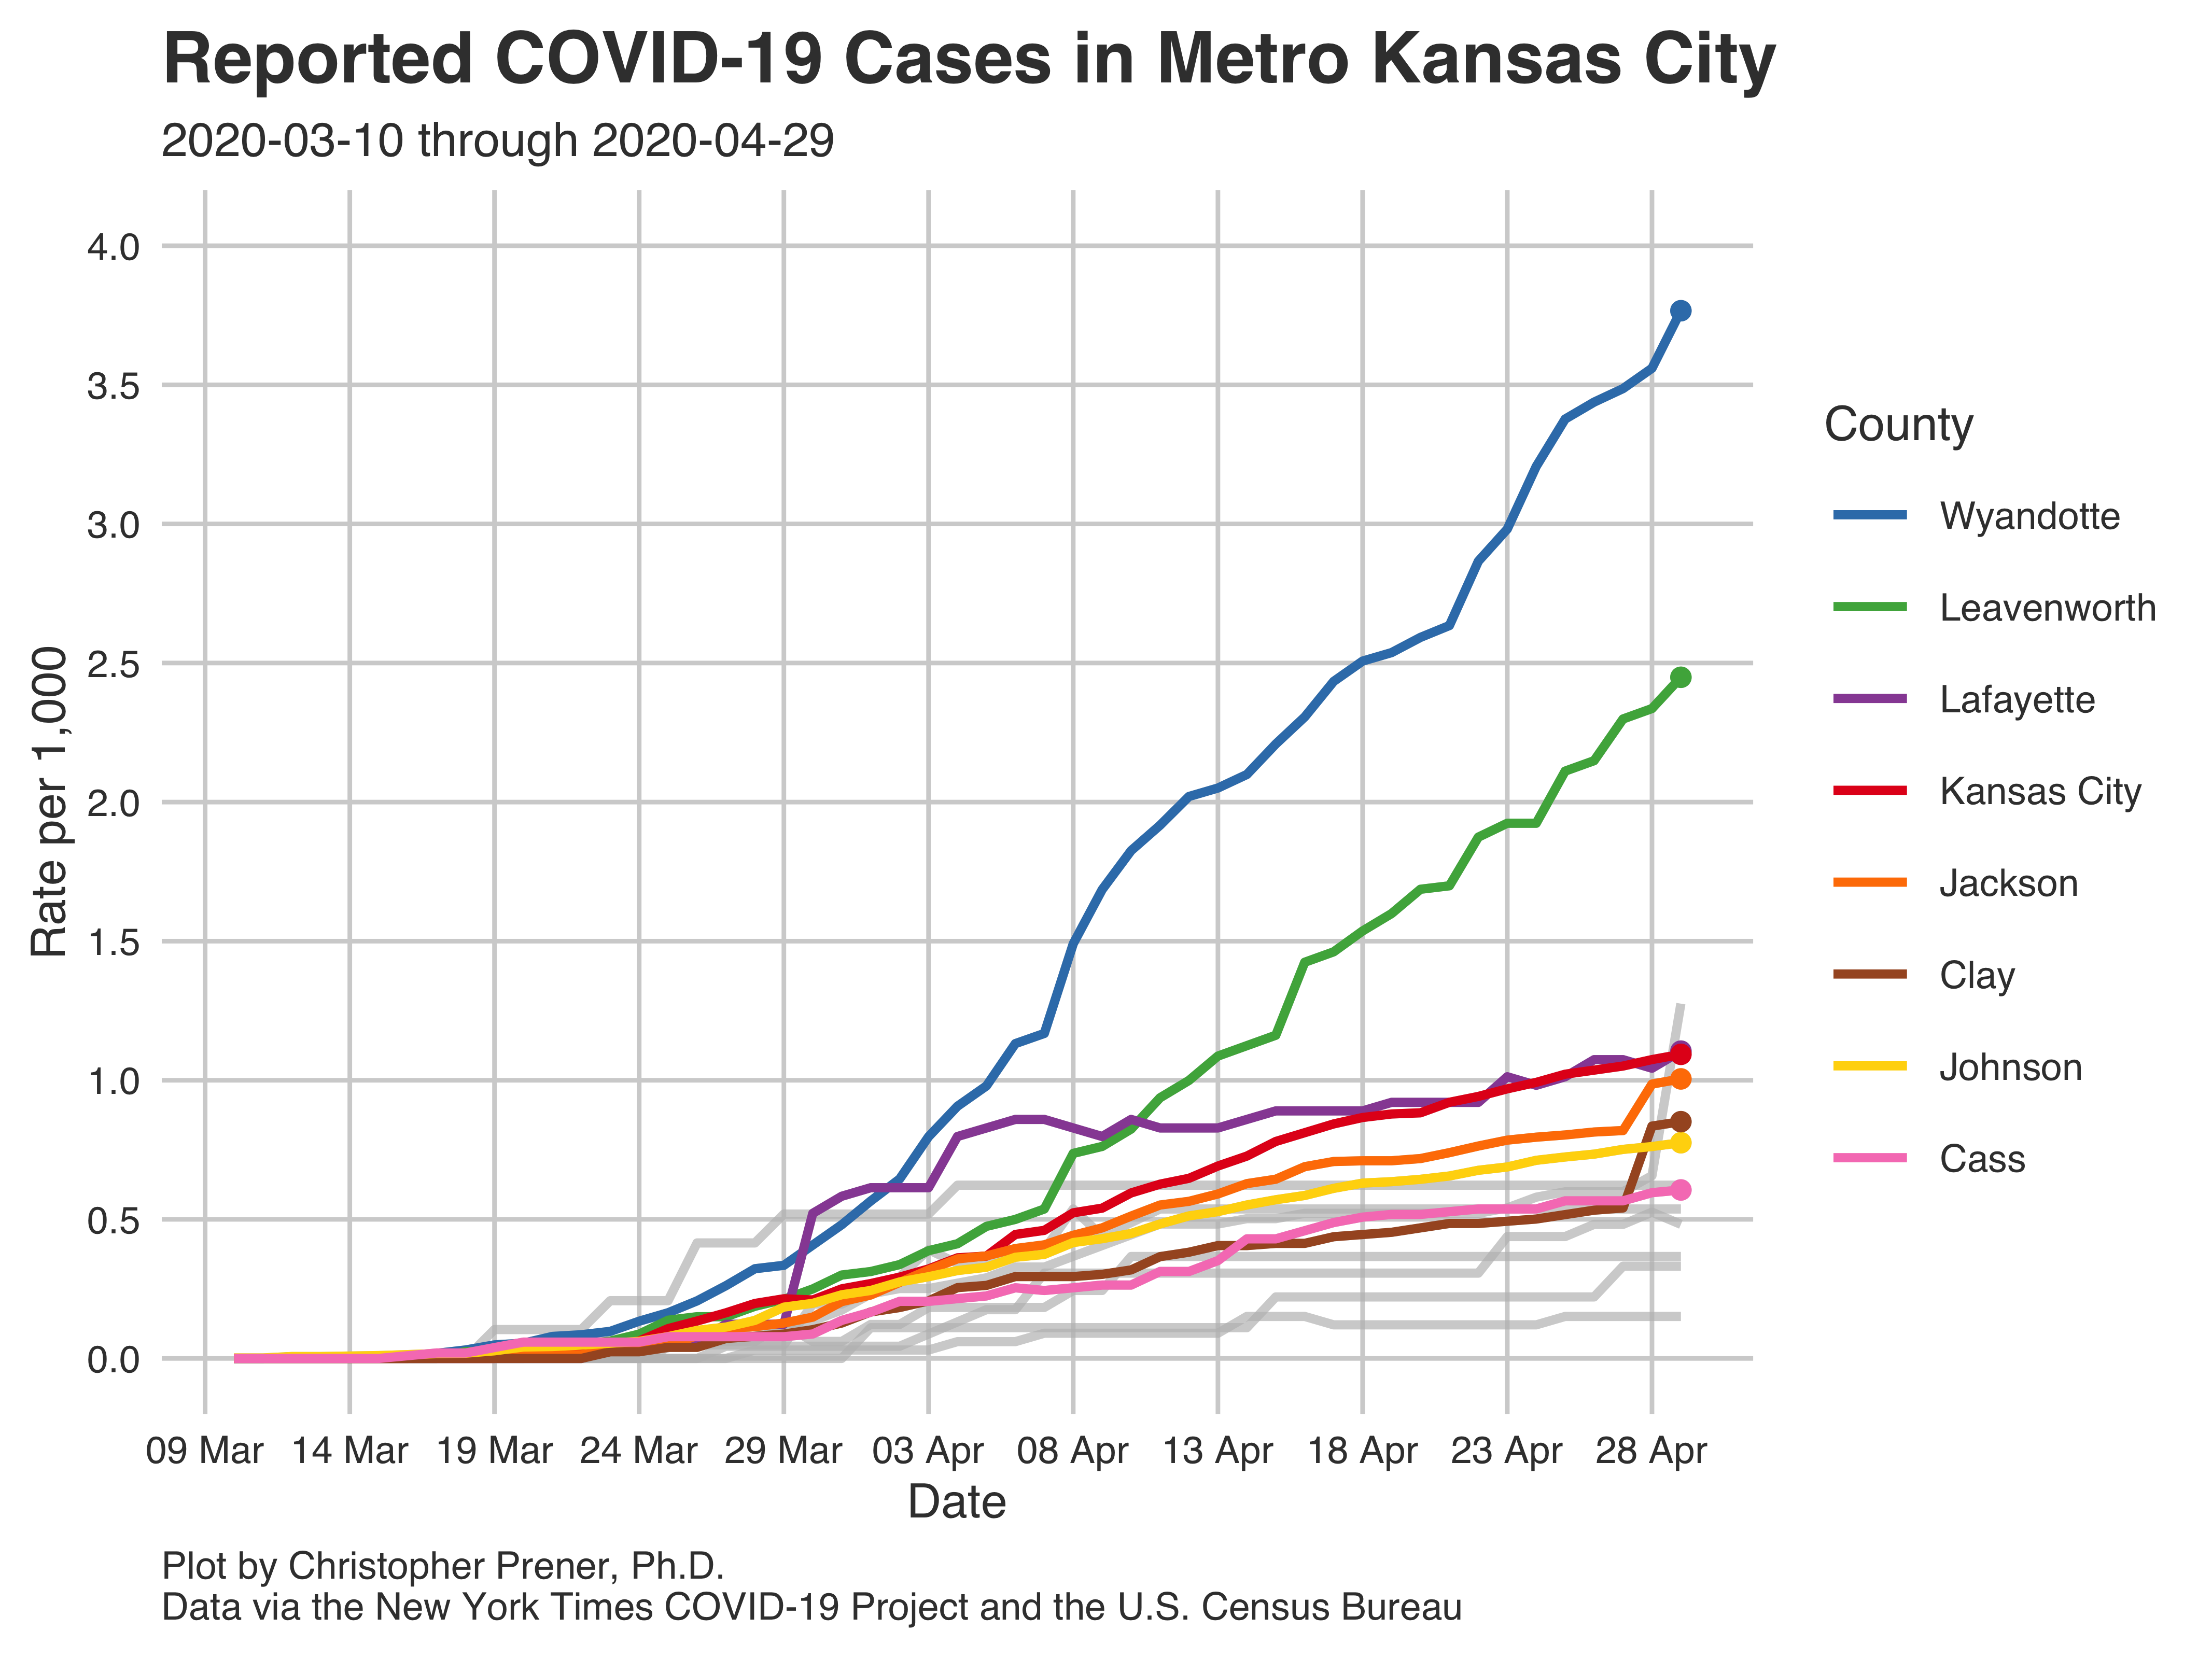 Reported COVID-19 Cases in Metro Kansas City
2020-03-10 through 2020-04-29
4.0
3.5
3.0
2.5
2.0
1.5
1.0
0.5
0.0
Rate per 1,000
09 Mar 14 Mar 19 Mar 24 Mar 29 Mar 03 Apr 08 Apr 13 Apr 18 Apr 23 Apr 28 Apr
Date
County
Wyandotte
Leavenworth
Lafayette
Kansas City
Jackson
Clay
Johnson
Cass
Plot by Christopher Prener, Ph.D.
Data via the New York Times COVID-19 Project and the U.S. Census Bureau